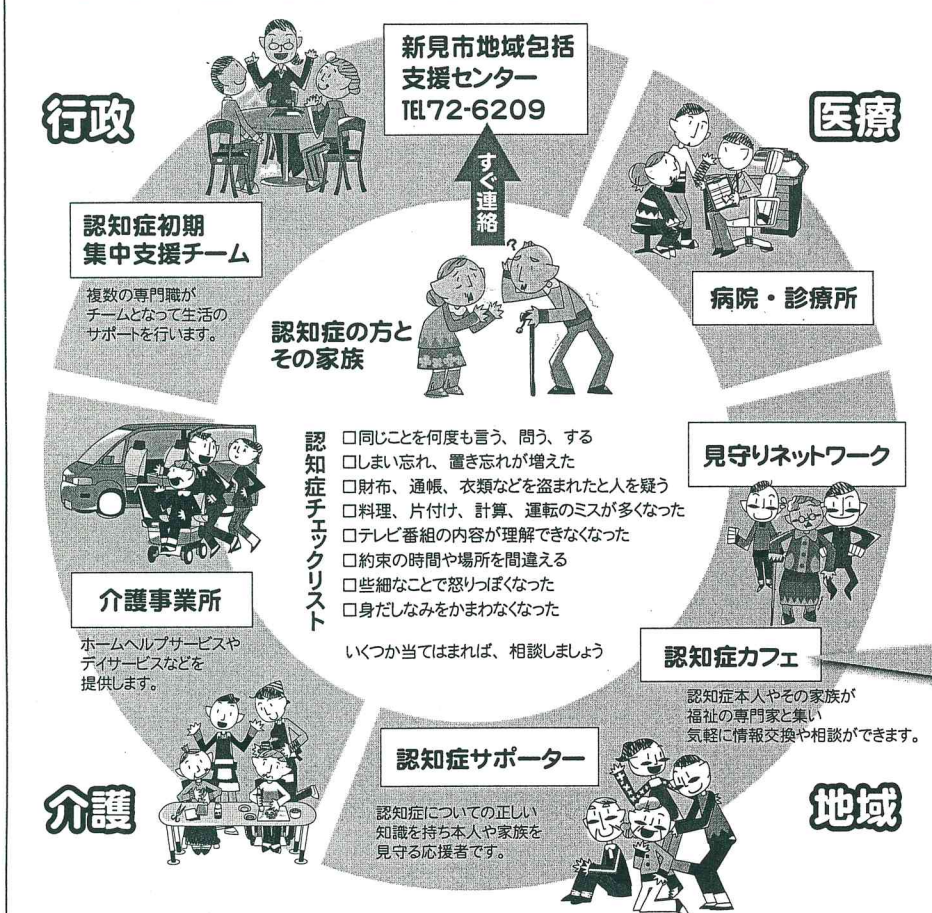 行政
新見市地域包括
支援センター
TEL72-6209
医療
すぐ連絡
認知症初期
集中支援チーム
複数の専門職が
チームとなって生活の
サポートを行います。
病院・診療所
認知症の方と
その家族
?
認知症チェックリスト
□同じことを何度も言う、問う、する
□しまい忘れ、置き忘れが増えた
□財布、通帳、衣類などを盗まれたと人を疑う
□料理、片付け、計算、運転のミスが多くなった
□テレビ番組の内容が理解できなくなった
□約束の時間や場所を間違える
□些細なことで怒りっぽくなった
□身だしなみをかまわなくなった
いくつか当てはまれば、相談しましょう
見守りネットワーク
介護事業所
ホームヘルプサービスや
デイサービスなどを
提供します。
認知症カフェ
認知症本人やその家族が
福祉の専門家と集い
気軽に情報交換や相談ができます。
認知症サポーター
認知症についての正しい
知識を持ち本人や家族を
見守る応援者です。
介護
地域